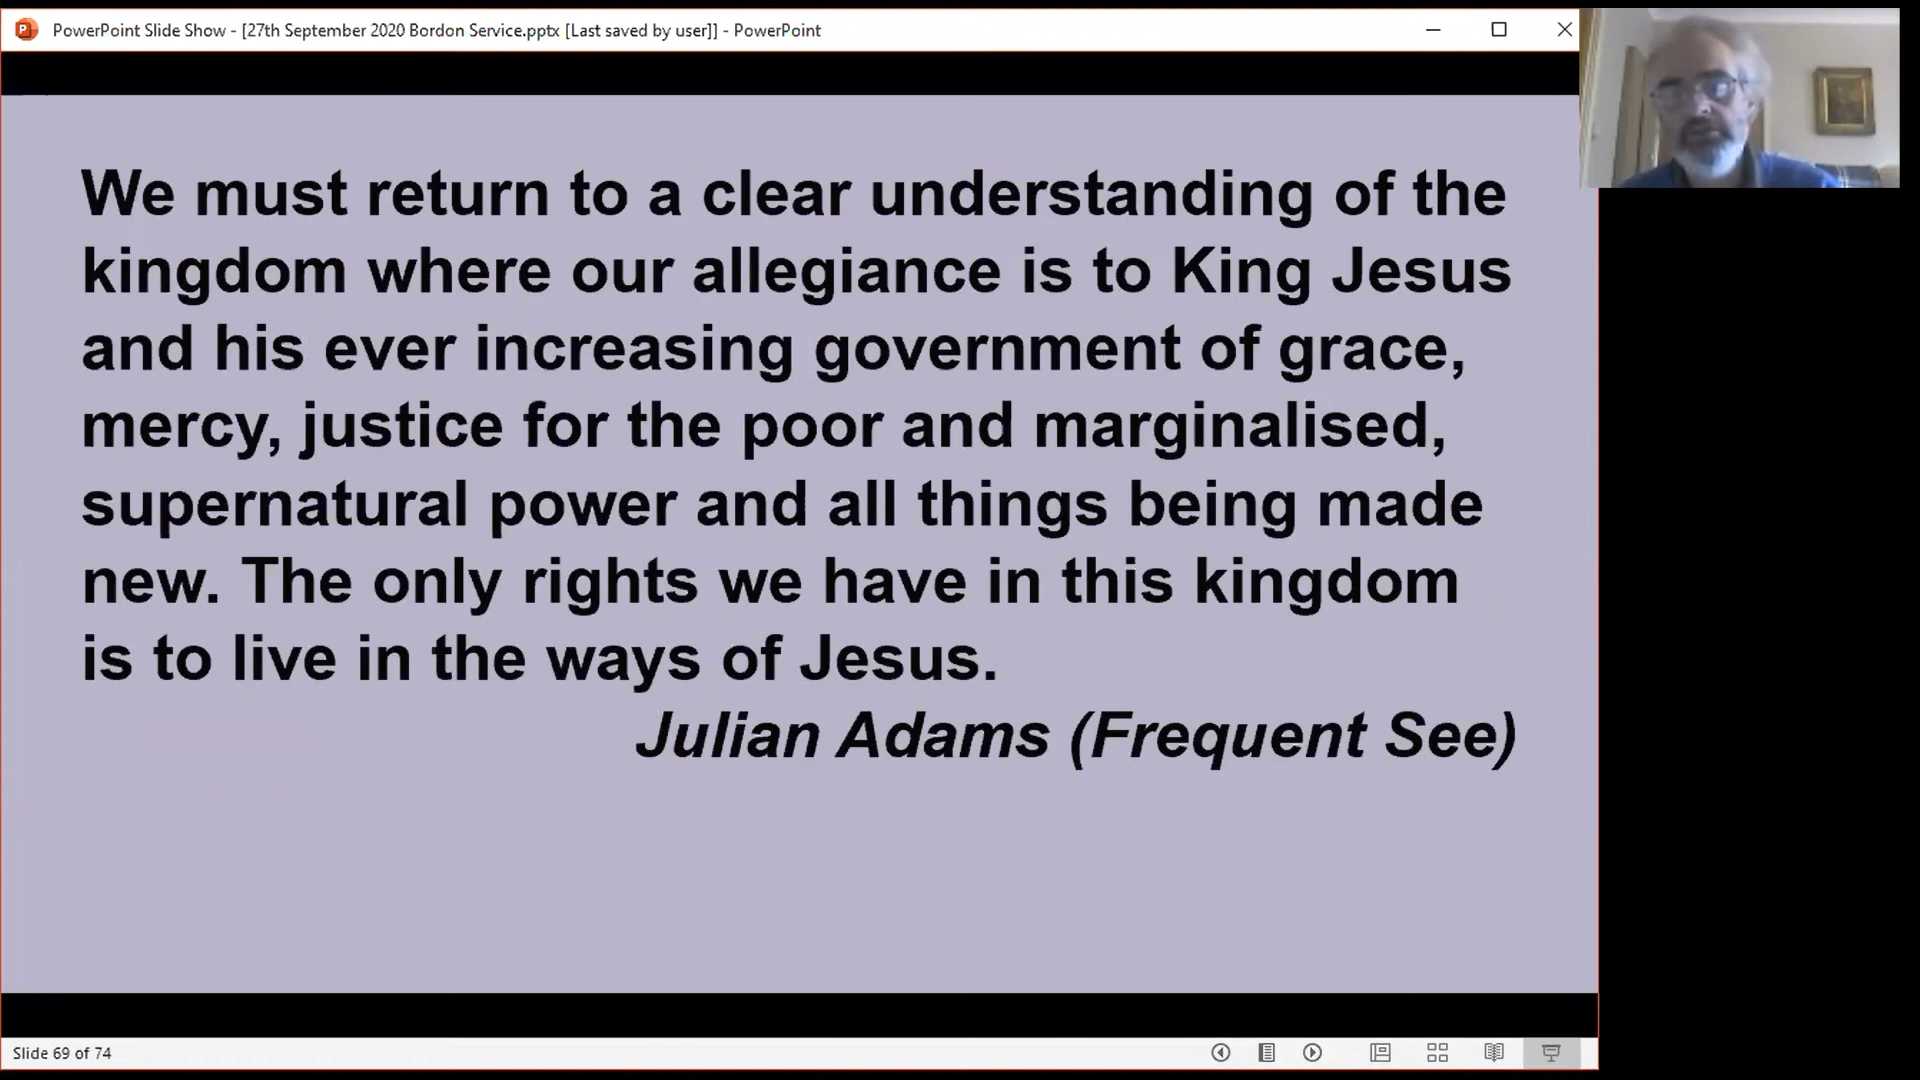 PowerPoint Slide Show - [27th September 2020 Bordon Service.pptx [Last saved by user]] - PowerPoint
We must return to a clear understanding of the
kingdom where our allegiance is to King Jesus
and his ever increasing government of grace,
mercy, justice for the poor and marginalised,
supernatural power and all things being made
new. The only rights we have in this kingdom
is to live in the ways of Jesus.
Julian Adams (Frequent See)
Slide 69 of 74